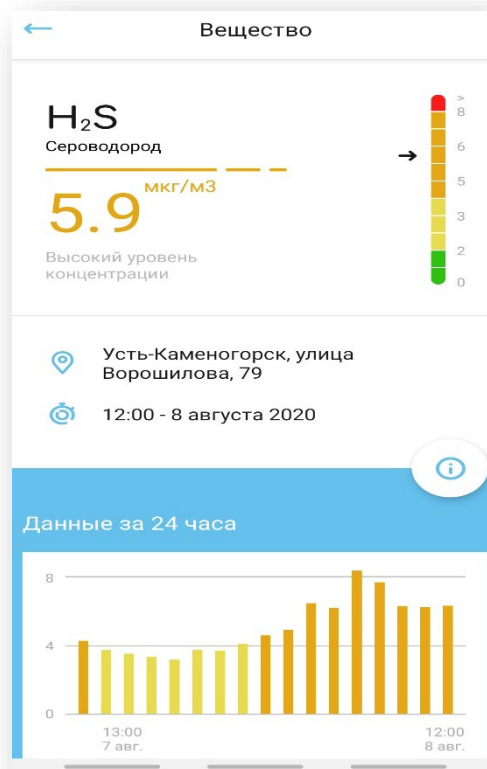 Вещество
H₂S
Сероводород
5.9 мкг/м3
Высокий уровень
концентрации
>
8
6
5
3
2
0
Усть-Каменогорск, улица
Ворошилова, 79
12:00 - 8 августа 2020
Данные за 24 часа
8
4
0
13:00
7 авг.
12:00
8 авг.